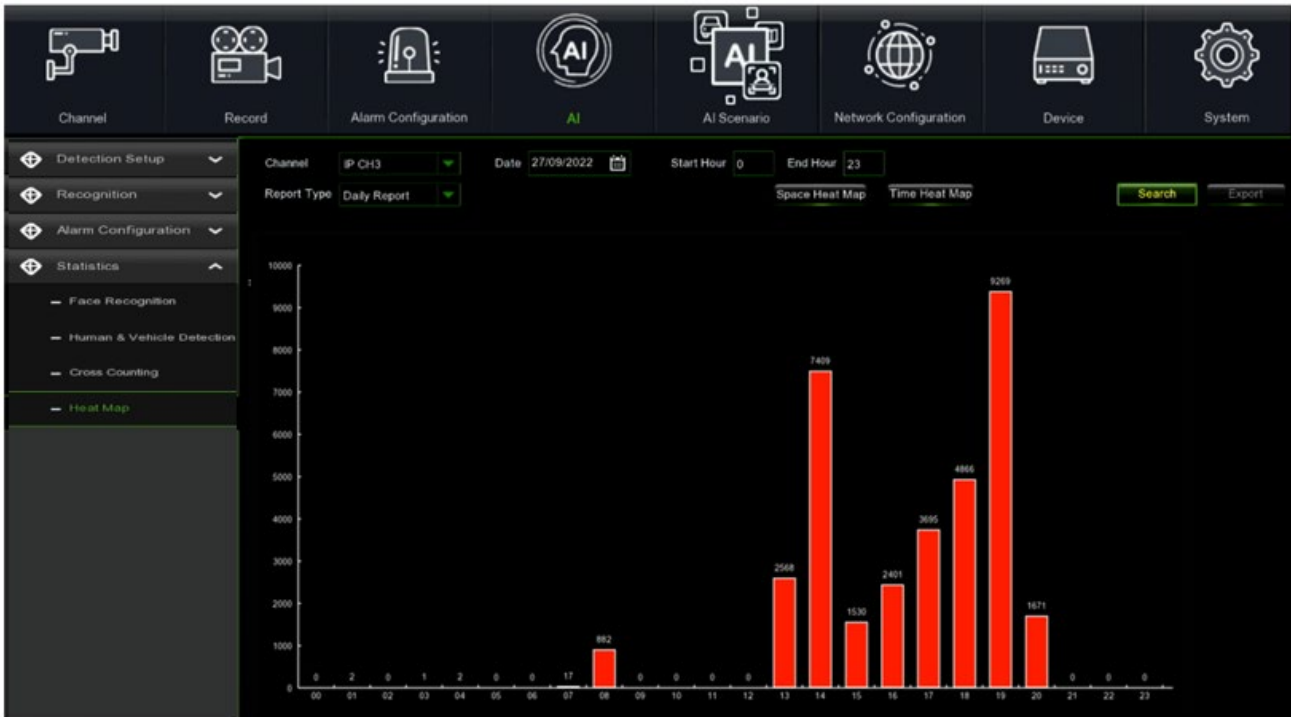 AI
AI
Channel
Record
Alarm Configuration
AI
AI Scenario
Network Configuration
Device
System
Detection Setup
Recognition
Alarm Configuration
Statistics
Face Recognition
Human & Vehicle Detection
Cross Counting
Heat Map
Channel IP CH3 Date 27/09/2022 Start Hour 0 End Hour 23
Report Type Daily Report Space Heat Map Time Heat Map Search Export
10000
9000
8000
7000
6000
5000
4000
3000
2000
1000
0
0 2 0 1 2 0 0 17 882 0 0 0 0 2568 7409 1530 2401 3695 4866 9269 1671 0 0 0
00 01 02 03 04 05 06 07 08 09 10 11 12 13 14 15 16 17 18 19 20 21 22 23